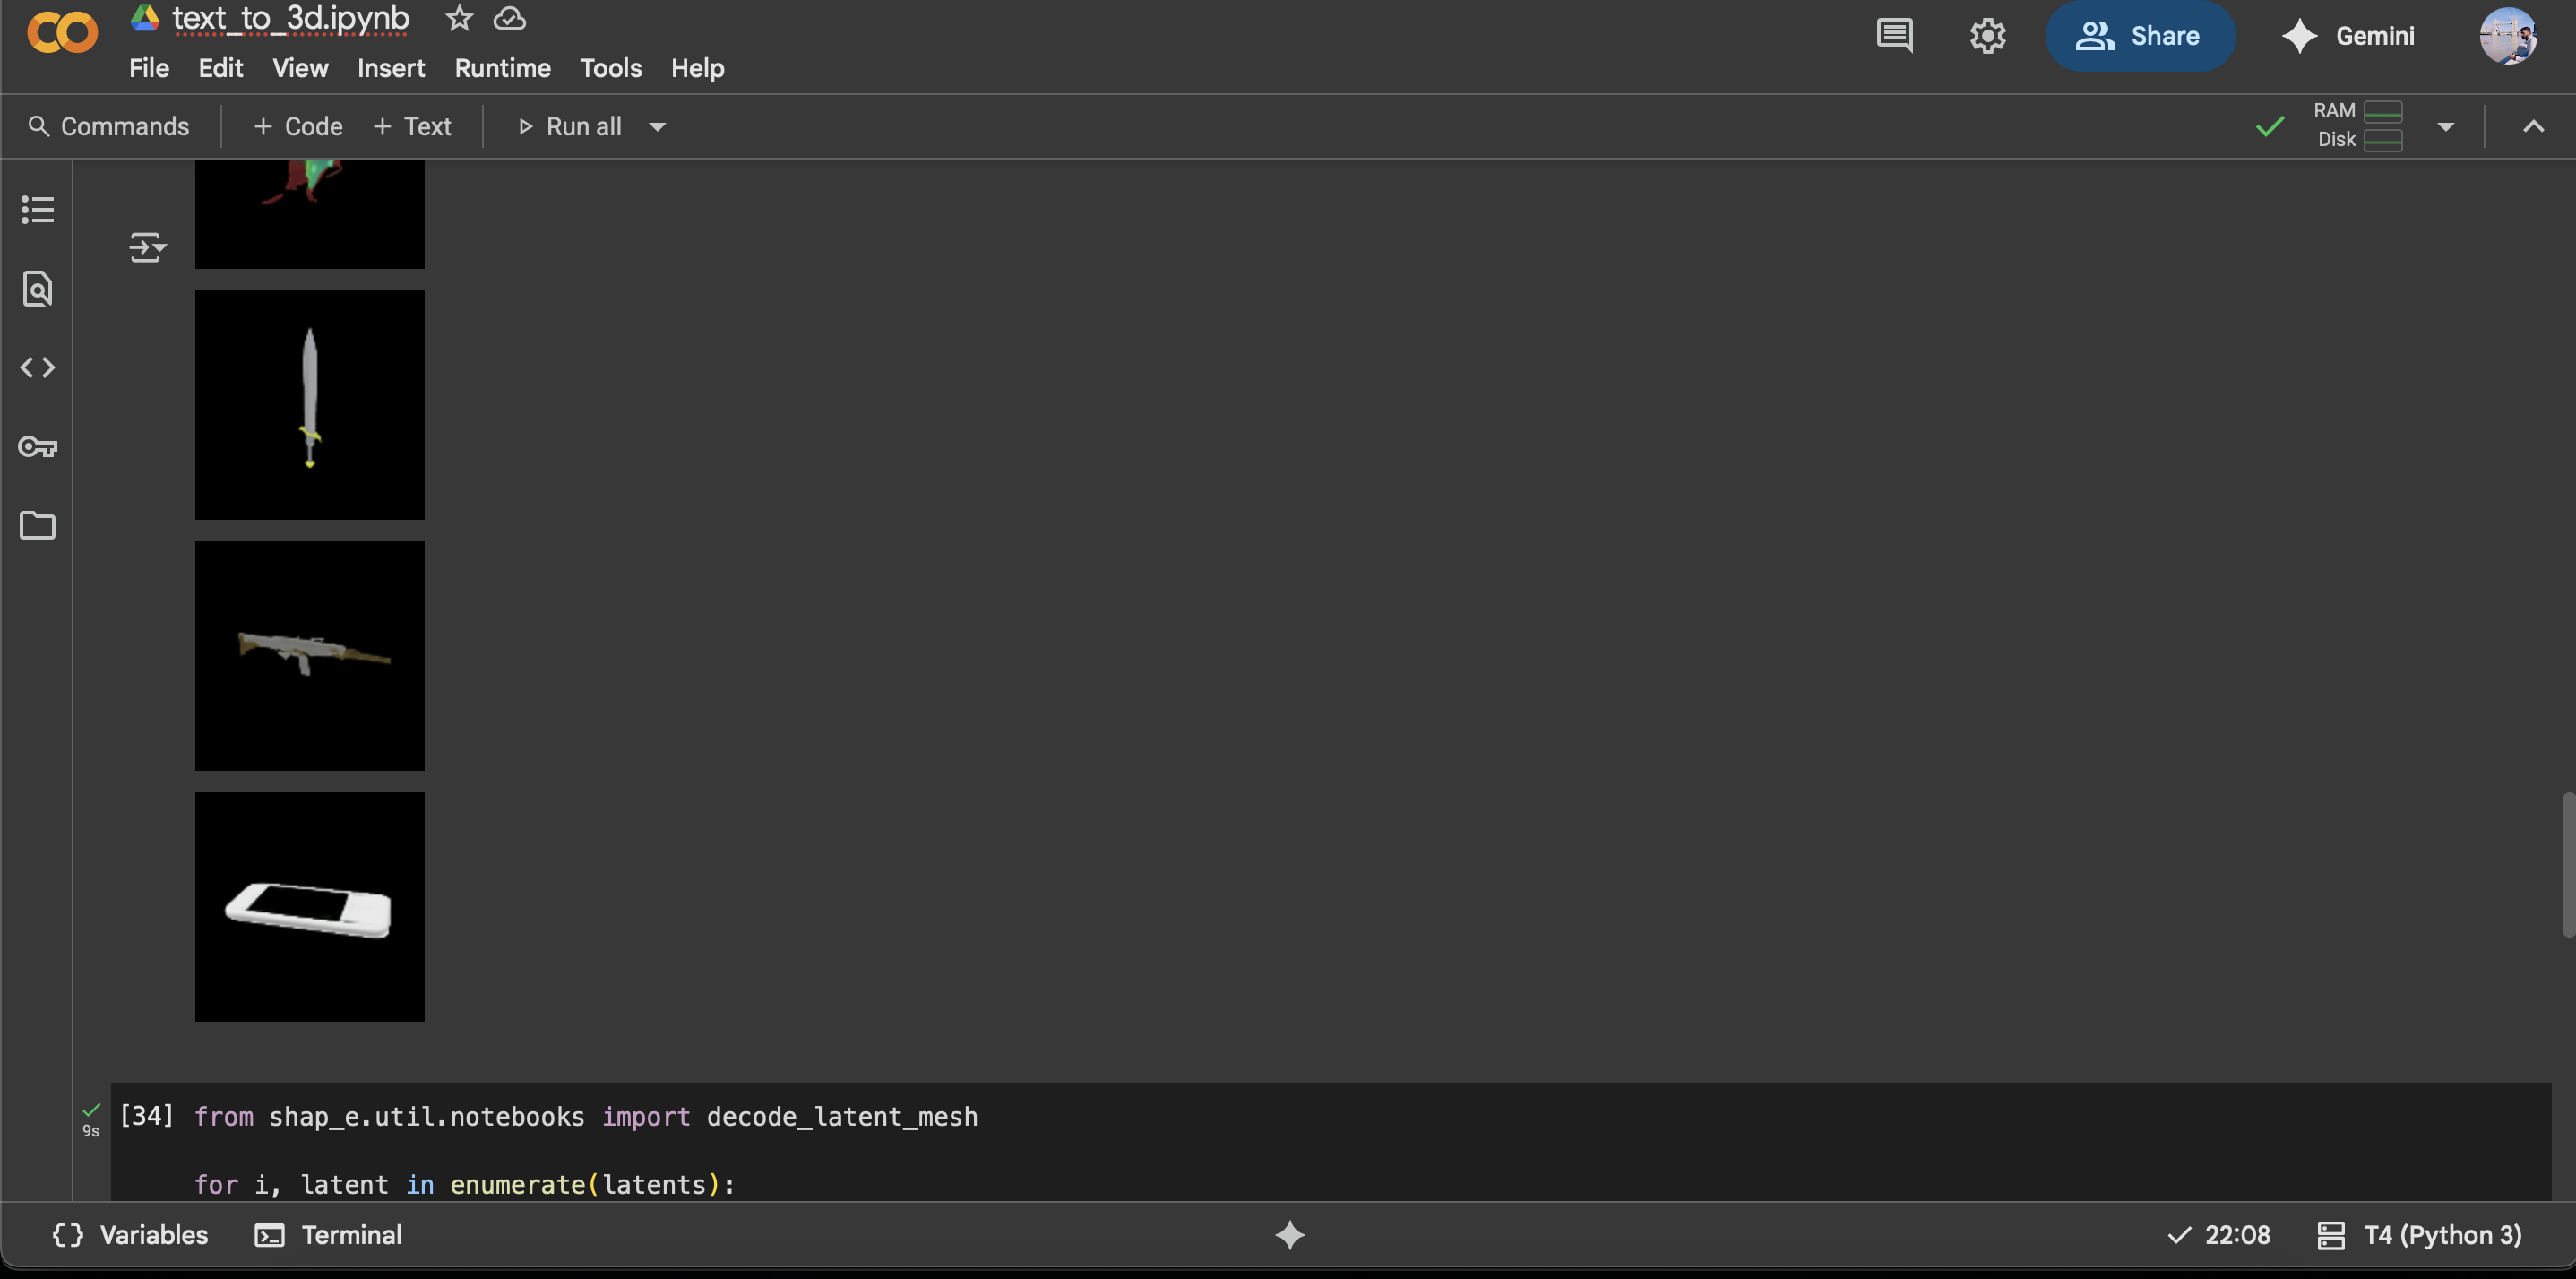 text_to_3d.ipynb
File Edit View Insert Runtime Tools Help
Share
Gemini
Commands
+ Code
+ Text
Run all
RAM
Disk
[34] from shap_e.util.notebooks import decode_latent_mesh
9s
for i, latent in enumerate(latents):
Variables
Terminal
22:08
T4 (Python 3)